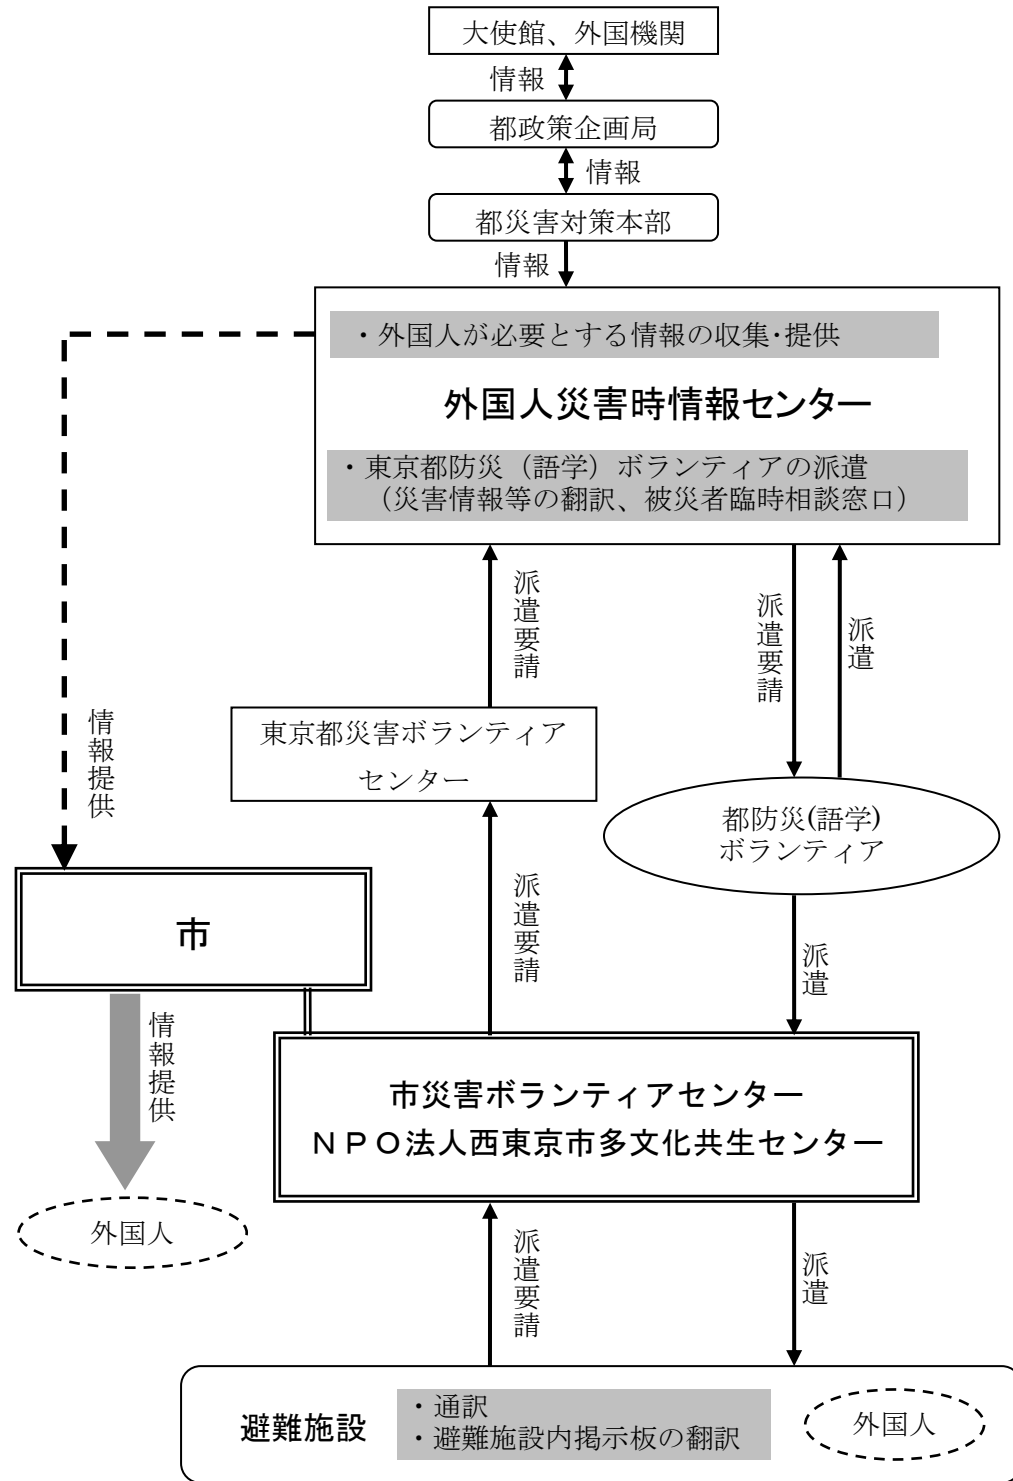 大使館、外国機関
情報
都政策企画局
情報
都災害対策本部
情報
・外国人が必要とする情報の収集･提供
外国人災害時情報センター
・東京都防災（語学）ボランティアの派遣
（災害情報等の翻訳、被災者臨時相談窓口）
派遣要請
派遣要請
派遣
情報提供
東京都災害ボランティア
センター
都防災(語学)
ボランティア
派遣要請
派遣
市
情報提供
市災害ボランティアセンター
ＮＰＯ法人西東京市多文化共生センター
外国人
派遣要請
派遣
避難施設
・通訳
・避難施設内掲示板の翻訳
外国人